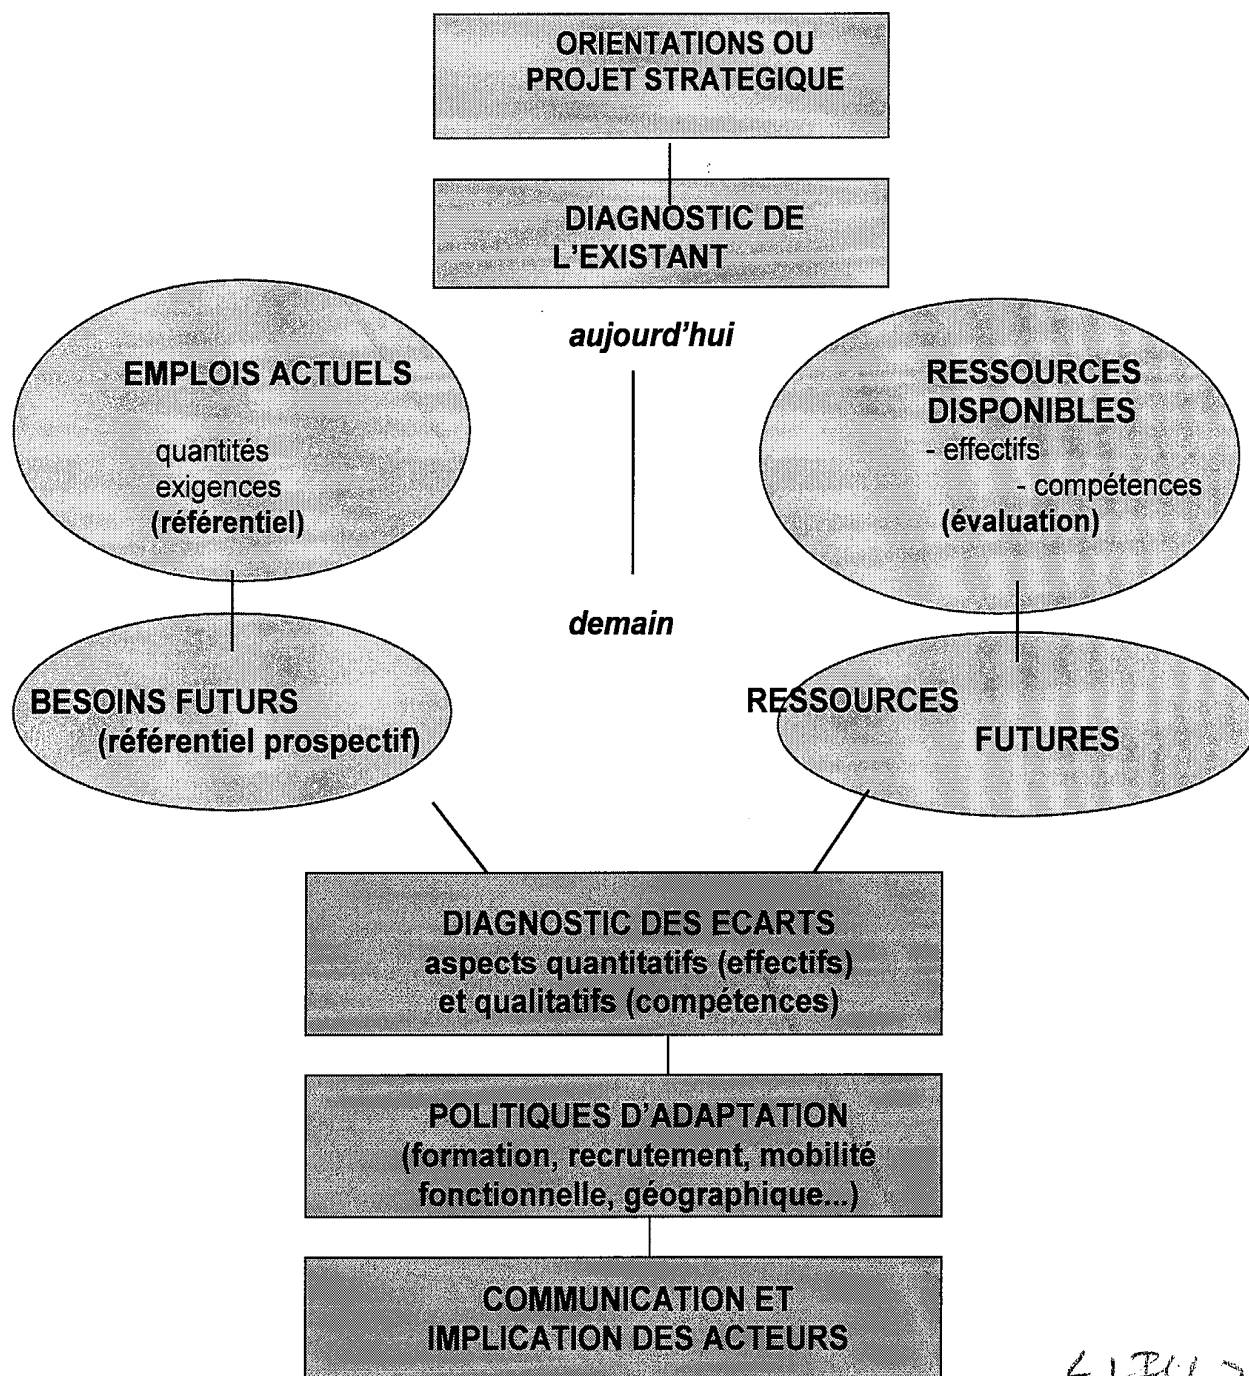 ORIENTATIONS OU
PROJET STRATEGIQUE
DIAGNOSTIC DE
L'EXISTANT
aujourd'hui
EMPLOIS ACTUELS
quantités
exigences
(référentiel)
RESSOURCES
DISPONIBLES
- effectifs
- compétences
(évaluation)
demain
BESOINS FUTURS
(référentiel prospectif)
RESSOURCES
FUTURES
DIAGNOSTIC DES ECARTS
aspects quantitatifs (effectifs)
et qualitatifs (compétences)
POLITIQUES D'ADAPTATION
(formation, recrutement, mobilité
fonctionnelle, géographique...)
COMMUNICATION ET
IMPLICATION DES ACTEURS